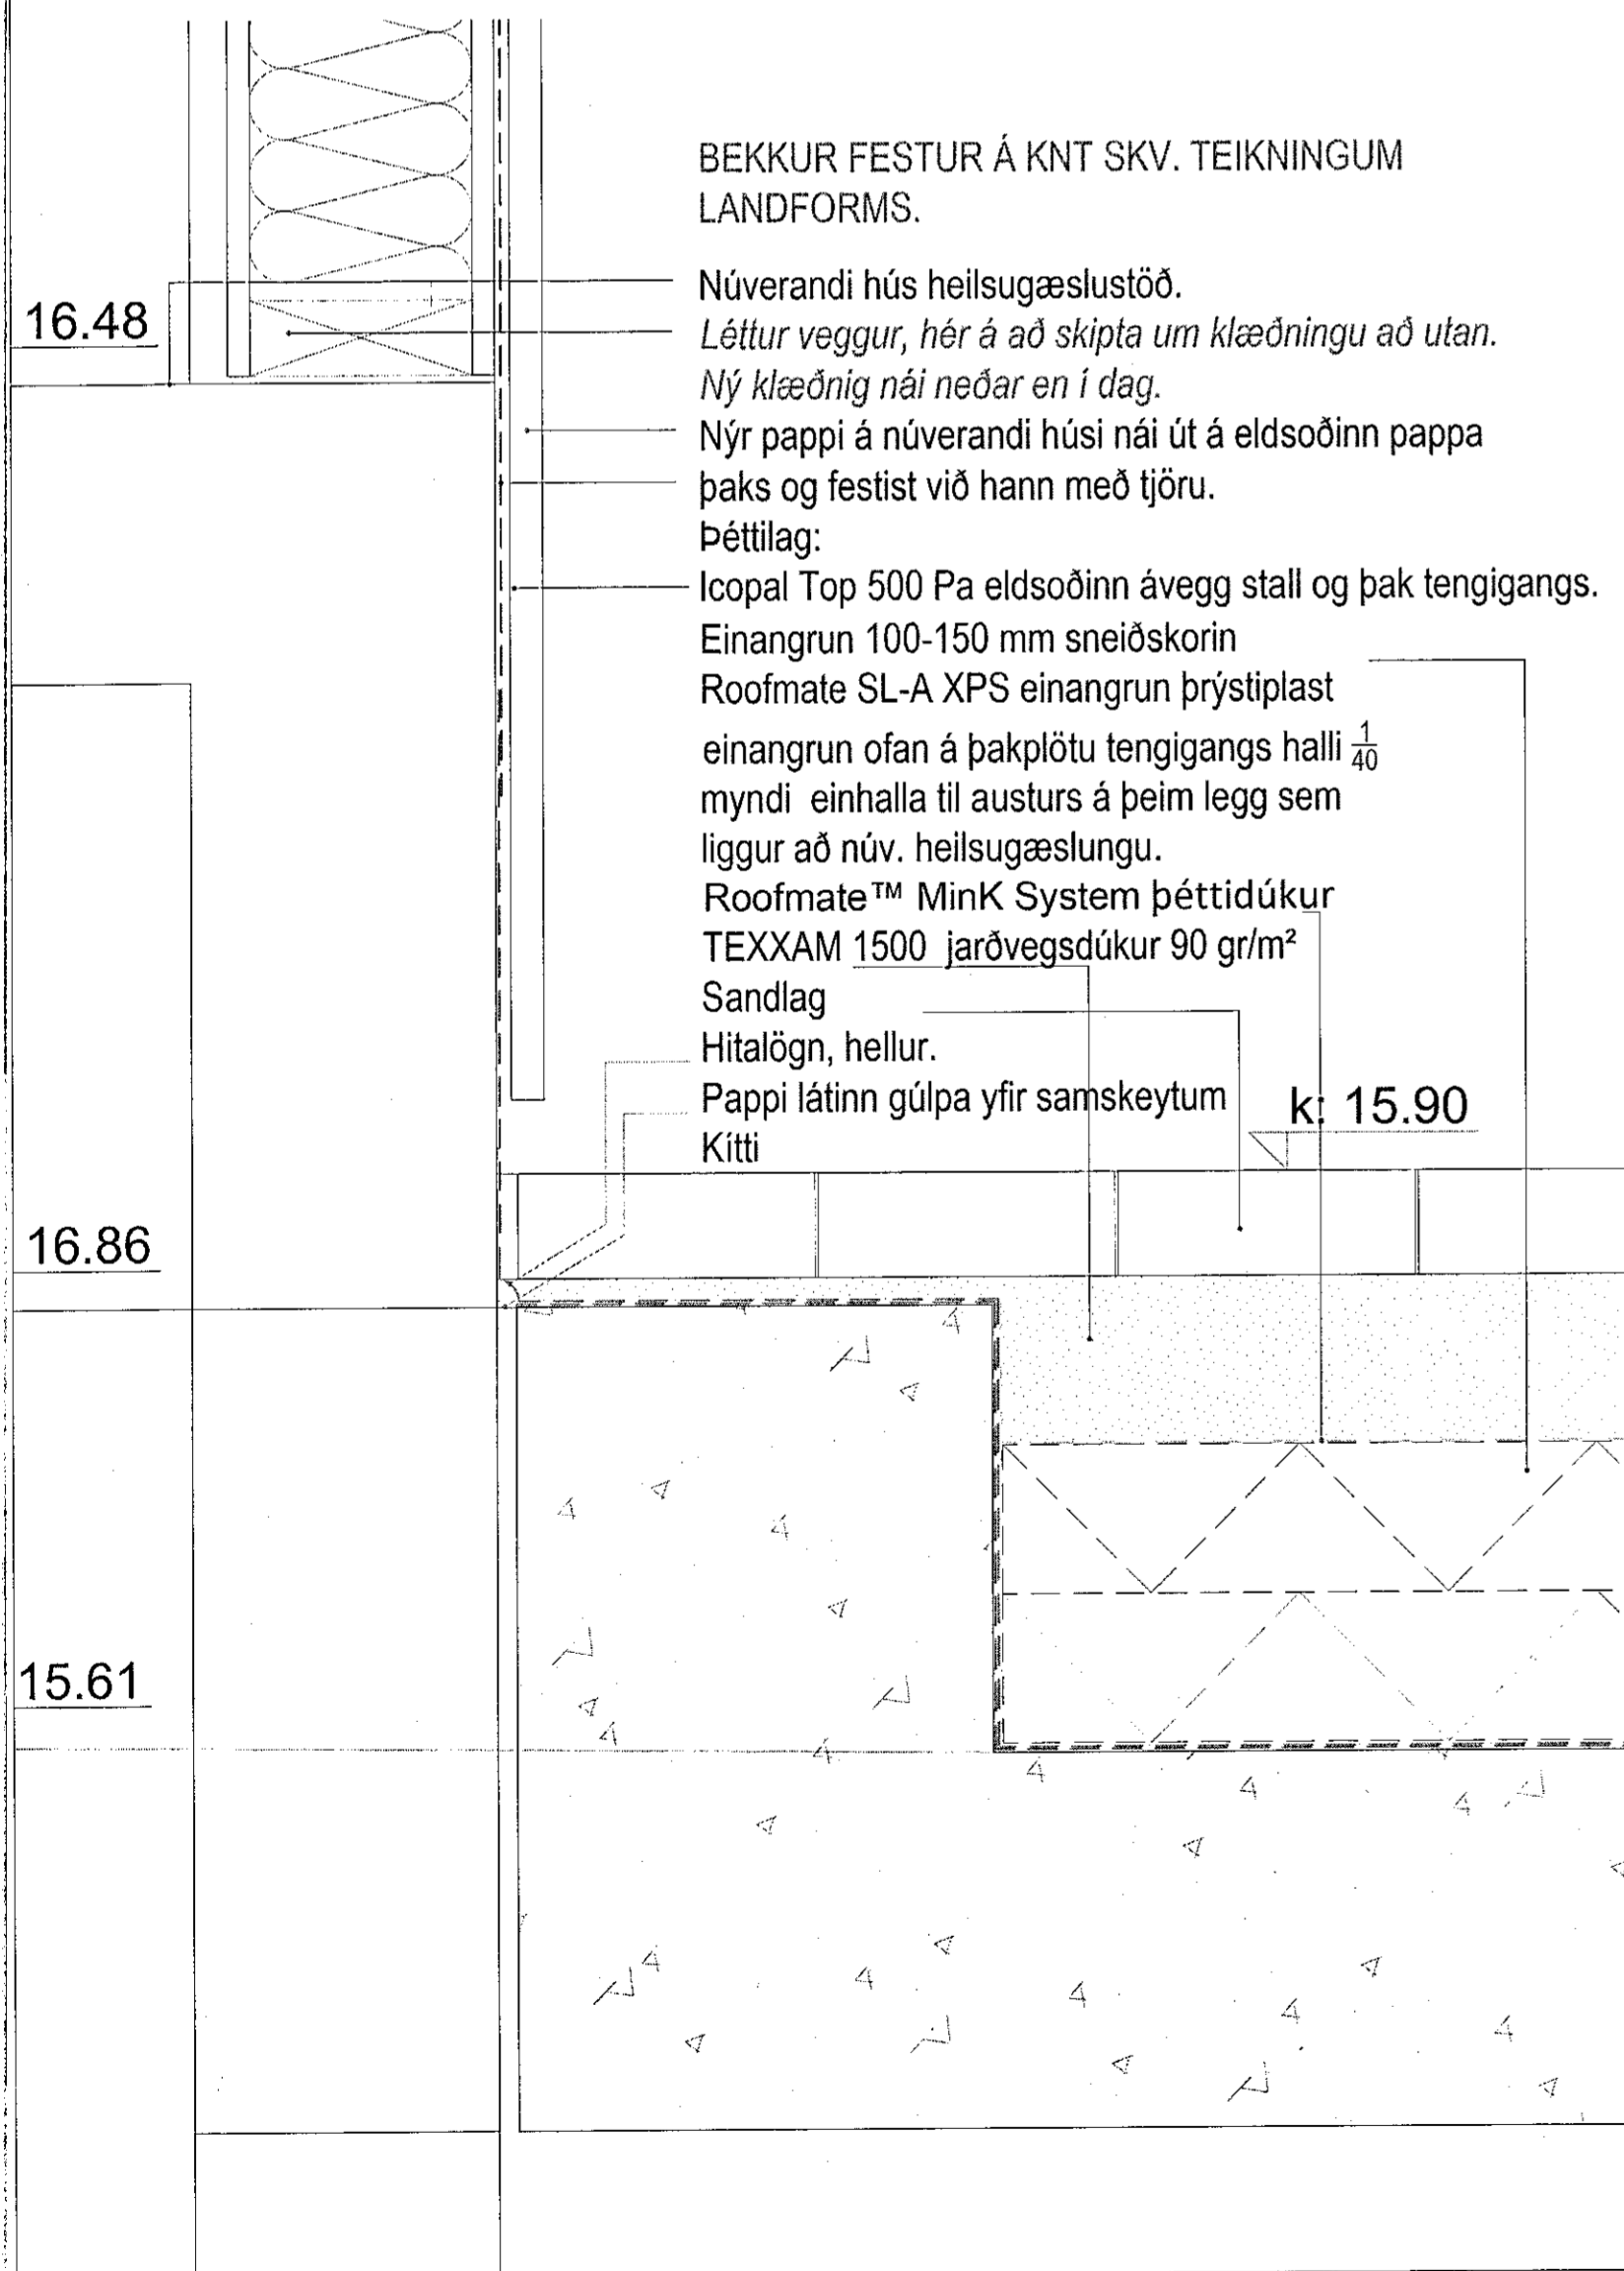 BEKKUR FESTUR Á KNT SKV. TEIKNINGUM
LANDFORMS.
Núverandi hús heilsugæslustöð.
16.48
Léttur veggur, hér á að skipta um klæðningu að utan.
Ný klæðnig nái neðar en í dag.
Nýr pappi á núverandi húsi nái út á eldsoðinn pappa
þaks og festist við hann með tjöru.
Þéttilag:
Icopal Top 500 Pa eldsoðinn ávegg stall og þak tengigangs.
Einangrun 100-150 mm sneiðskorin
Roofmate SL-A XPS einangrun þrýstiplast
einangrun ofan á þakplötu tengigangs halli 1/40
myndi einhalla til austurs á þeim legg sem
liggur að núv. heilsugæslungu.
Roofmate™ MinK System þéttidúkur
TEXXAM 1500 jarðvegsdúkur 90 gr/m²
Sandlag
Hitalögn, hellur.
Pappi látinn gúlpa yfir samskeytum
k: 15.90
Kítti
16.86
15.61